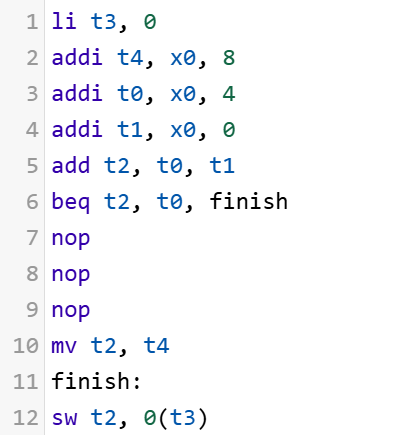 1 li t3, 0
2 addi t4, x0, 8
3 addi t0, x0, 4
4 addi t1, x0, 0
5 add t2, t0, t1
6 beq t2, t0, finish
7 nop
8 nop
9 nop
10 mv t2, t4
11 finish:
12 sw t2, 0(t3)